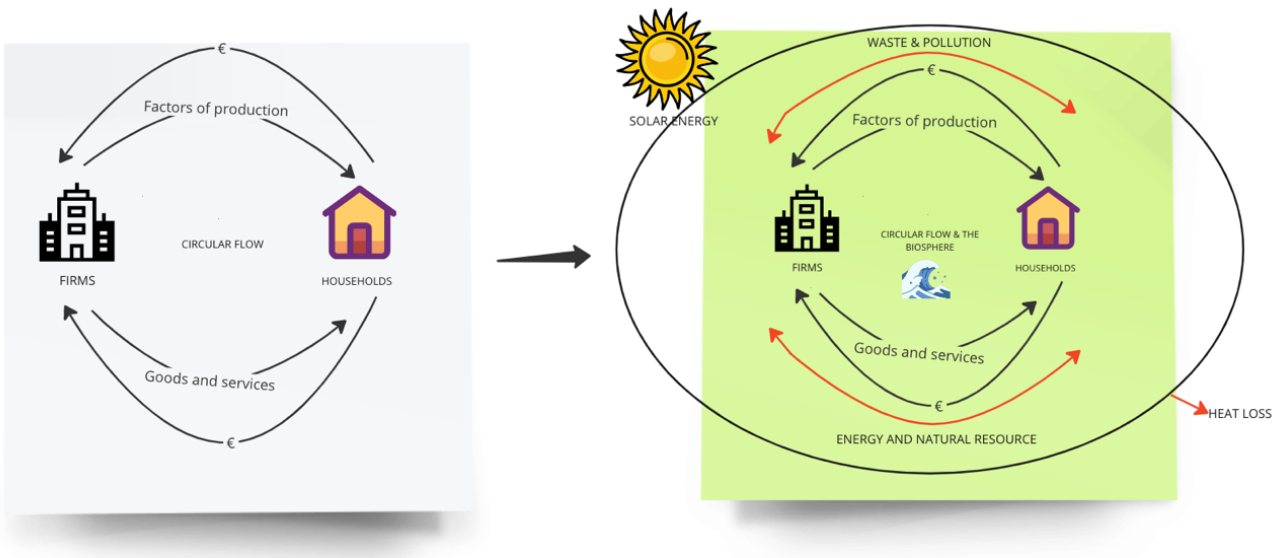 €
Factors of production
CIRCULAR FLOW
FIRMS
HOUSEHOLDS
Goods and services
€
SOLAR ENERGY
WASTE & POLLUTION
€
Factors of production
CIRCULAR FLOW & THE
BIOSPHERE
FIRMS
HOUSEHOLDS
Goods and services
€
ENERGY AND NATURAL RESOURCE
HEAT LOSS